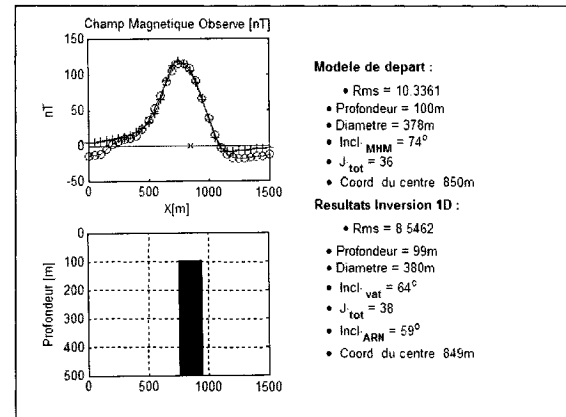 Champ Magnetique Observe [nT]
150
100
50
0
-50
nT
0 500 1000 1500
X[m]
0
100
200
300
400
500
Profondeur [m]
0 500 1000 1500
Modele de depart :
• Rms = 10.3361
• Profondeur = 100m
• Diametre = 378m
• Incl. MHM = 74°
• J.tot = 36
• Coord du centre 850m
Resultats Inversion 1D :
• Rms = 8 5462
• Profondeur = 99m
• Diametre = 380m
• Incl. vat = 64°
• J.tot = 38
• Incl. ARN = 59°
• Coord du centre 849m